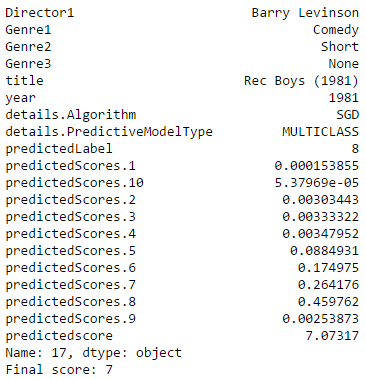 Director1 Barry Levinson
Genre1 Comedy
Genre2 Short
Genre3 None
title Rec Boys (1981)
year 1981
details.Algorithm SGD
details.PredictiveModelType MULTICLASS
predictedLabel 8
predictedScores.1 0.000153855
predictedScores.10 5.37969e-05
predictedScores.2 0.00303443
predictedScores.3 0.00333322
predictedScores.4 0.00347952
predictedScores.5 0.0884931
predictedScores.6 0.174975
predictedScores.7 0.264176
predictedScores.8 0.459762
predictedScores.9 0.00253873
predictedscore 7.07317
Name: 17, dtype: object
Final score: 7